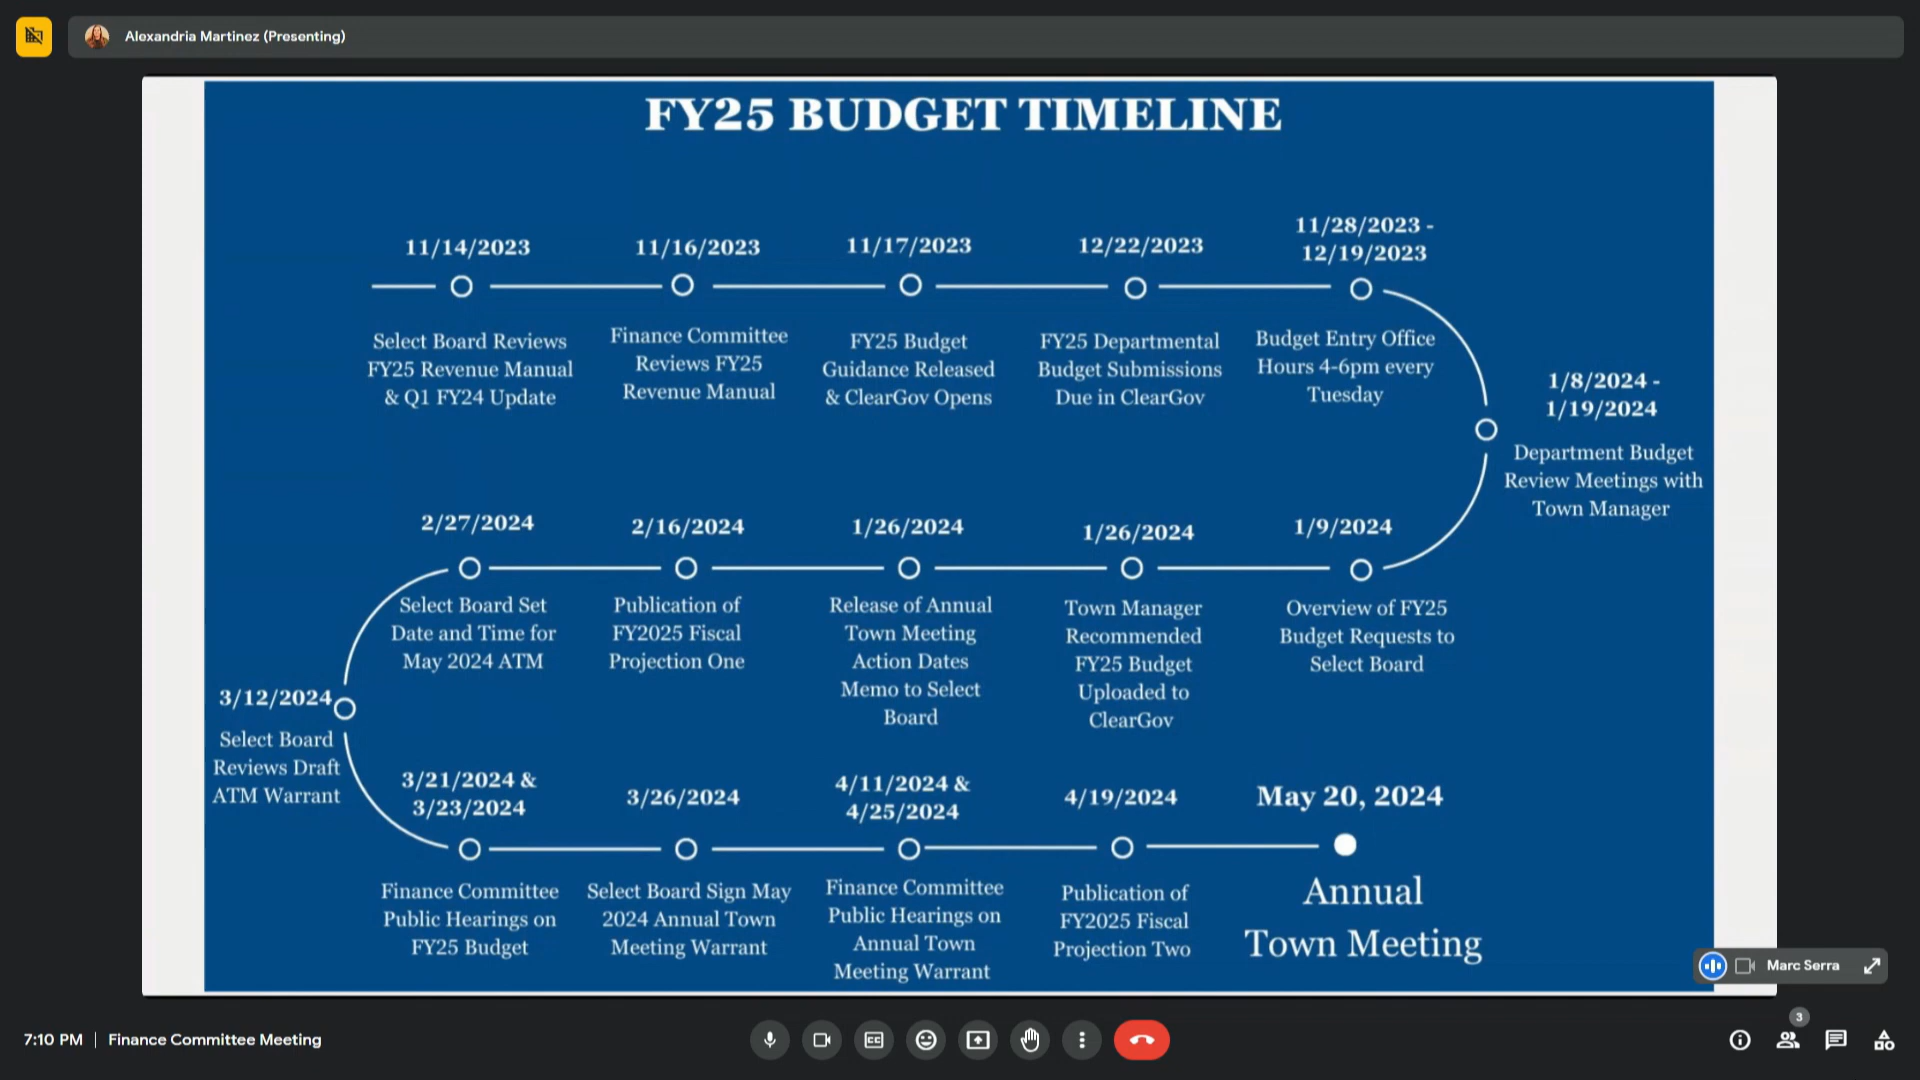 Alexandria Martinez (Presenting)
FY25 BUDGET TIMELINE
11/14/2023
Select Board Reviews
FY25 Revenue Manual
& Q1 FY24 Update
11/16/2023
Finance Committee
Reviews FY25
Revenue Manual
11/17/2023
FY25 Budget
Guidance Released
& ClearGov Opens
12/22/2023
FY25 Departmental
Budget Submissions
Due in ClearGov
11/28/2023 -
12/19/2023
Budget Entry Office
Hours 4-6pm every
Tuesday
1/8/2024 -
1/19/2024
Department Budget
Review Meetings with
Town Manager
1/9/2024
Overview of FY25
Budget Requests to
Select Board
1/26/2024
Town Manager
Recommended
FY25 Budget
Uploaded to
ClearGov
1/26/2024
Release of Annual
Town Meeting
Action Dates
Memo to Select
Board
2/16/2024
Publication of
FY2025 Fiscal
Projection One
2/27/2024
Select Board Set
Date and Time for
May 2024 ATM
3/12/2024
Select Board
Reviews Draft
ATM Warrant
3/21/2024 &
3/23/2024
Finance Committee
Public Hearings on
FY25 Budget
3/26/2024
Select Board Sign May
2024 Annual Town
Meeting Warrant
4/11/2024 &
4/25/2024
Finance Committee
Public Hearings on
Annual Town
Meeting Warrant
4/19/2024
Publication of
FY2025 Fiscal
Projection Two
May 20, 2024
Annual
Town Meeting
Marc Serra
7:10 PM | Finance Committee Meeting
3